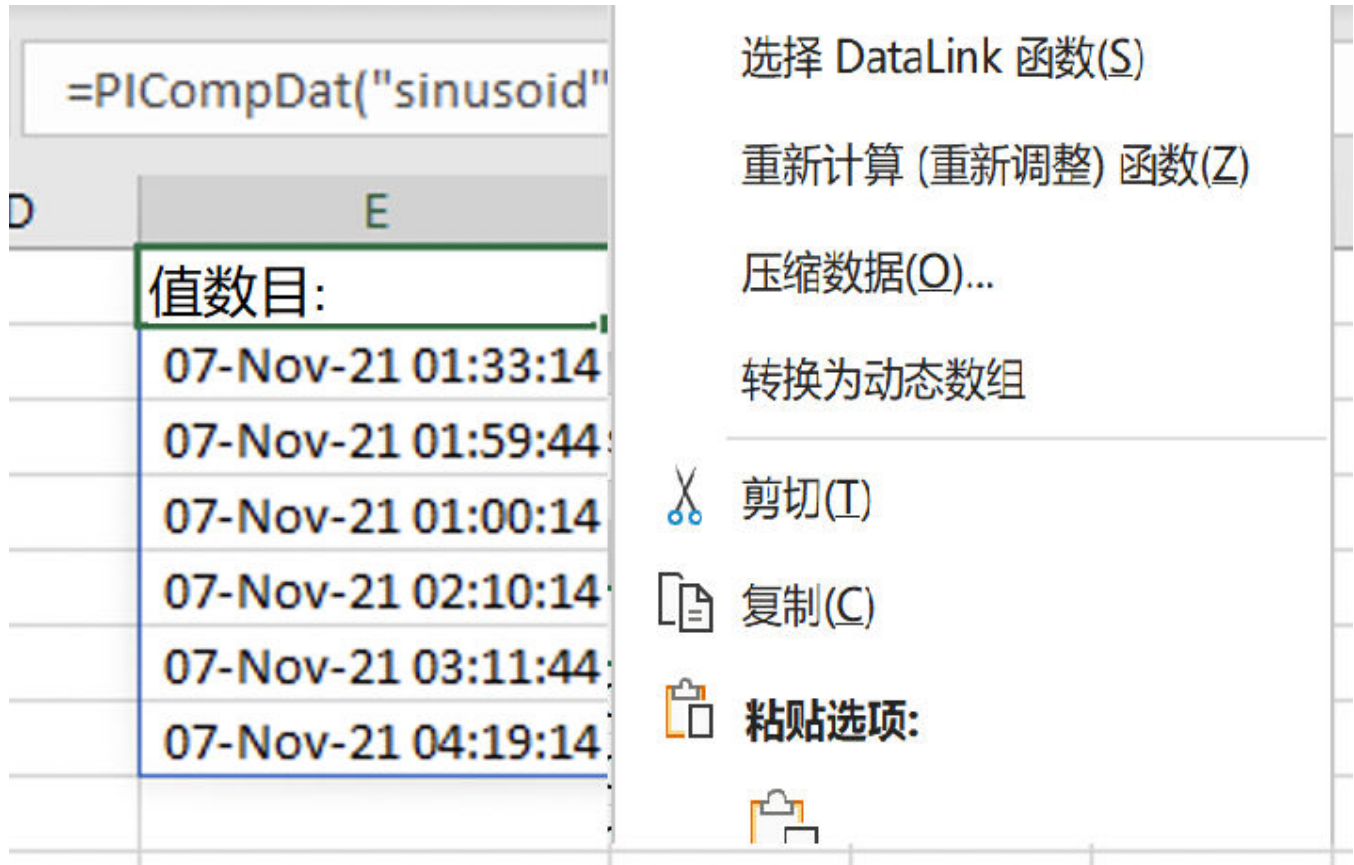 =PICompDat("sinusoid"
E
值数目:
07-Nov-21 01:33:14
07-Nov-21 01:59:44
07-Nov-21 01:00:14
07-Nov-21 02:10:14
07-Nov-21 03:11:44
07-Nov-21 04:19:14
选择 DataLink 函数(S)
重新计算 (重新调整) 函数(Z)
压缩数据(O)...
转换为动态数组
剪切(T)
复制(C)
粘贴选项: